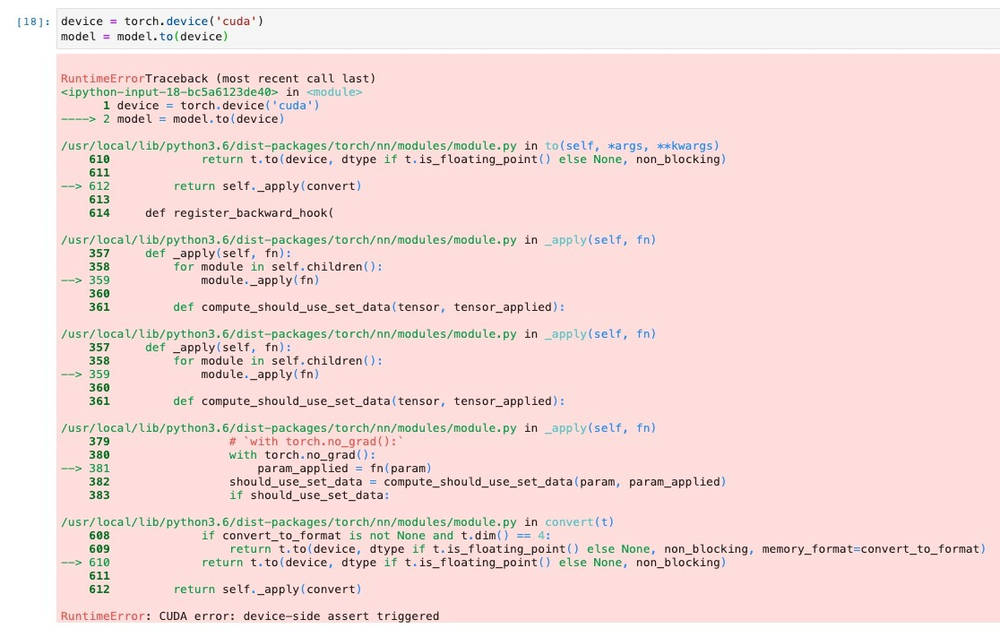 [18]: device = torch.device('cuda')
model = model.to(device)
RuntimeErrorTraceback (most recent call last)
<ipython-input-18-bc5a6123de40> in <module>
      1 device = torch.device('cuda')
----> 2 model = model.to(device)
/usr/local/lib/python3.6/dist-packages/torch/nn/modules/module.py in to(self, *args, **kwargs)
    610             return t.to(device, dtype if t.is_floating_point() else None, non_blocking)
    611
--> 612         return self._apply(convert)
    613
    614     def register_backward_hook(
/usr/local/lib/python3.6/dist-packages/torch/nn/modules/module.py in _apply(self, fn)
    357     def _apply(self, fn):
    358         for module in self.children():
--> 359             module._apply(fn)
    360
    361         def compute_should_use_set_data(tensor, tensor_applied):
/usr/local/lib/python3.6/dist-packages/torch/nn/modules/module.py in _apply(self, fn)
    357     def _apply(self, fn):
    358         for module in self.children():
--> 359             module._apply(fn)
    360
    361         def compute_should_use_set_data(tensor, tensor_applied):
/usr/local/lib/python3.6/dist-packages/torch/nn/modules/module.py in _apply(self, fn)
    379                 # `with torch.no_grad():`
    380                 with torch.no_grad():
--> 381                     param_applied = fn(param)
    382                 should_use_set_data = compute_should_use_set_data(param, param_applied)
    383                 if should_use_set_data:
/usr/local/lib/python3.6/dist-packages/torch/nn/modules/module.py in convert(t)
    608             if convert_to_format is not None and t.dim() == 4:
    609                 return t.to(device, dtype if t.is_floating_point() else None, non_blocking, memory_format=convert_to_format)
--> 610             return t.to(device, dtype if t.is_floating_point() else None, non_blocking)
    611
    612         return self._apply(convert)
RuntimeError: CUDA error: device-side assert triggered